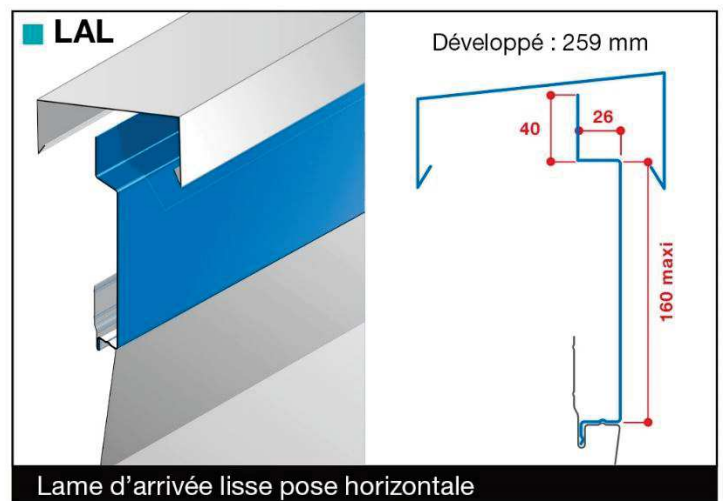 LAL
Développé : 259 mm
40
26
160 maxi
Lame d'arrivée lisse pose horizontale